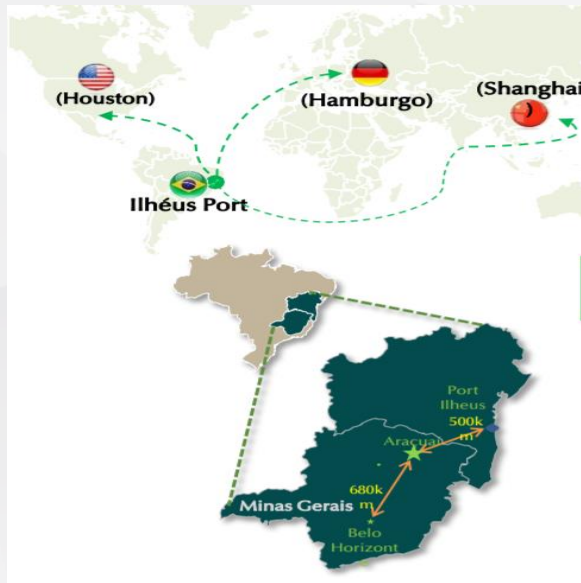 (Houston)
(Hamburgo)
(Shanghai
Ilhéus Port
Port
Ilheus
500k
m
Araçuaí
680k
m
Minas Gerais
Belo
Horizont